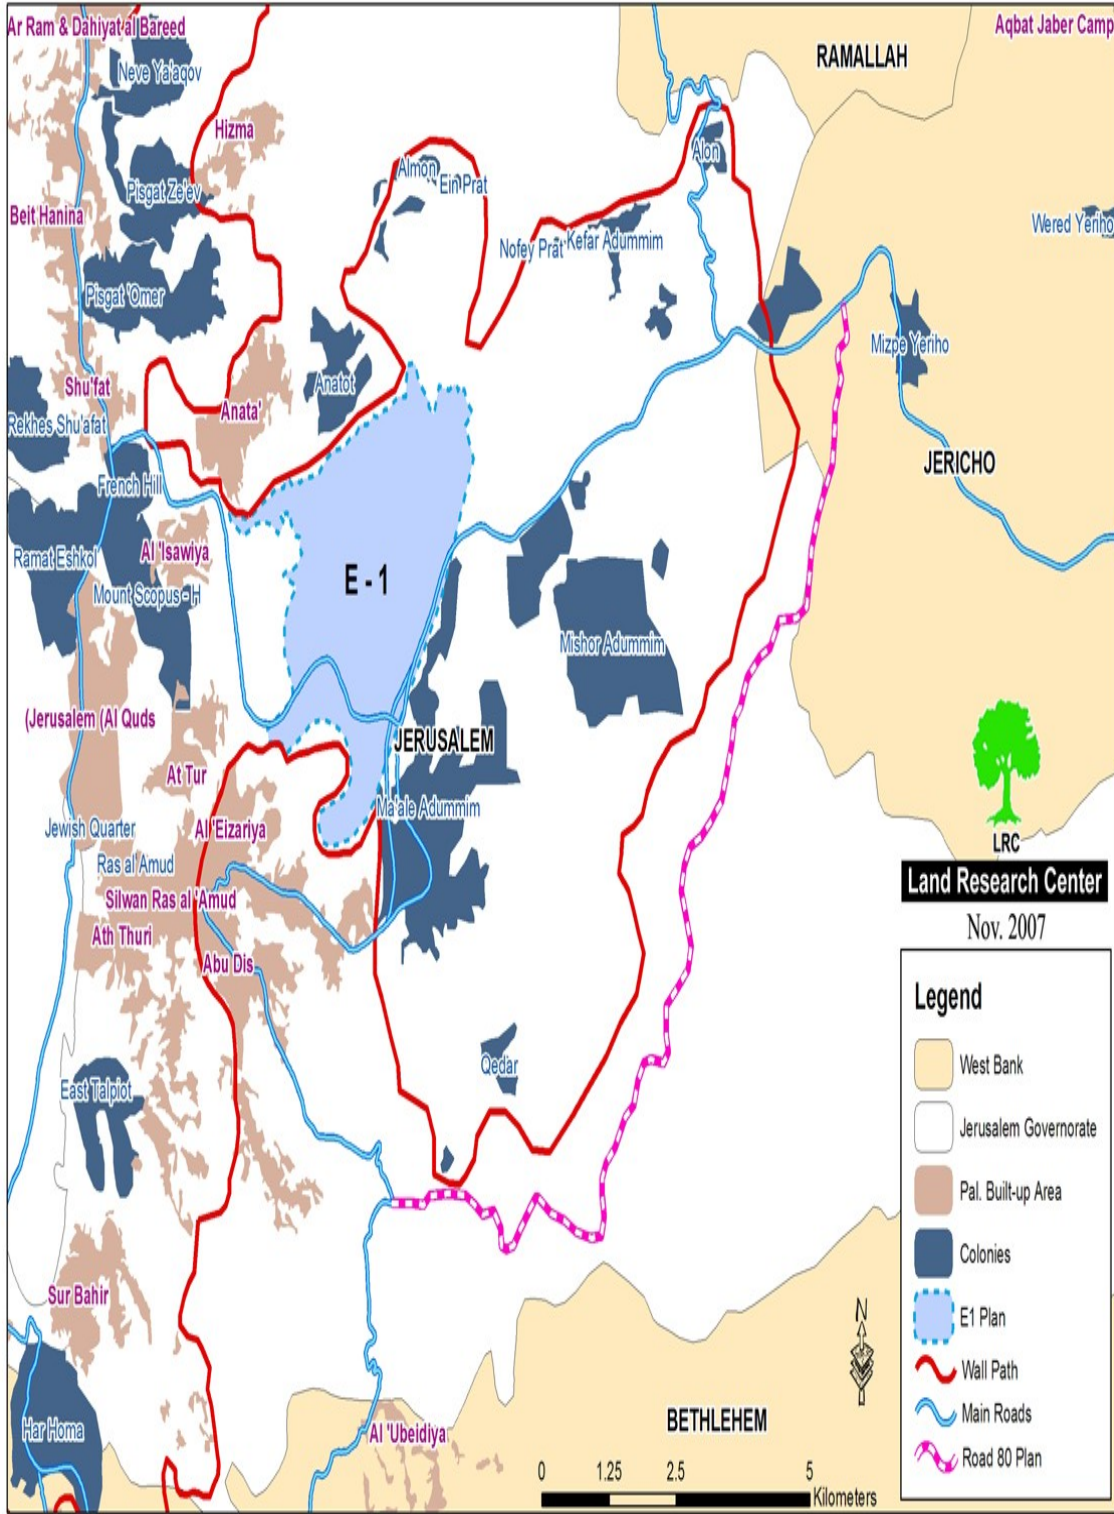 Ar Ram & Dahiyat al Bareed
Aqbat Jaber Camp
RAMALLAH
Neve Ya'aqov
Hizma
Alon
Almon
Ein Prat
Pisgat Ze'ev
Beit Hanina
Wered Yeriho
Nofey Prat
Kefar Adummim
Pisgat 'Omer
Mizpe Yeriho
Shu'fat
Anatot
Anata'
Rekhes Shu'afat
JERICHO
French Hill
Al 'Isawiya
Ramat Eshkol
E - 1
Mount Scopus - H
Mishor Adummim
(Jerusalem (Al Quds
JERUSALEM
At Tur
Ma'ale Adummim
Jewish Quarter
Al 'Eizariya
Ras al Amud
Silwan Ras al 'Amud
Ath Thuri
Abu Dis
Qedar
East Talpiot
Sur Bahir
Har Homa
Al 'Ubeidiya
BETHLEHEM
LRC
Land Research Center
Nov. 2007
Legend
West Bank
Jerusalem Governorate
Pal. Built-up Area
Colonies
E1 Plan
Wall Path
Main Roads
Road 80 Plan
N
0 1.25 2.5 5
Kilometers